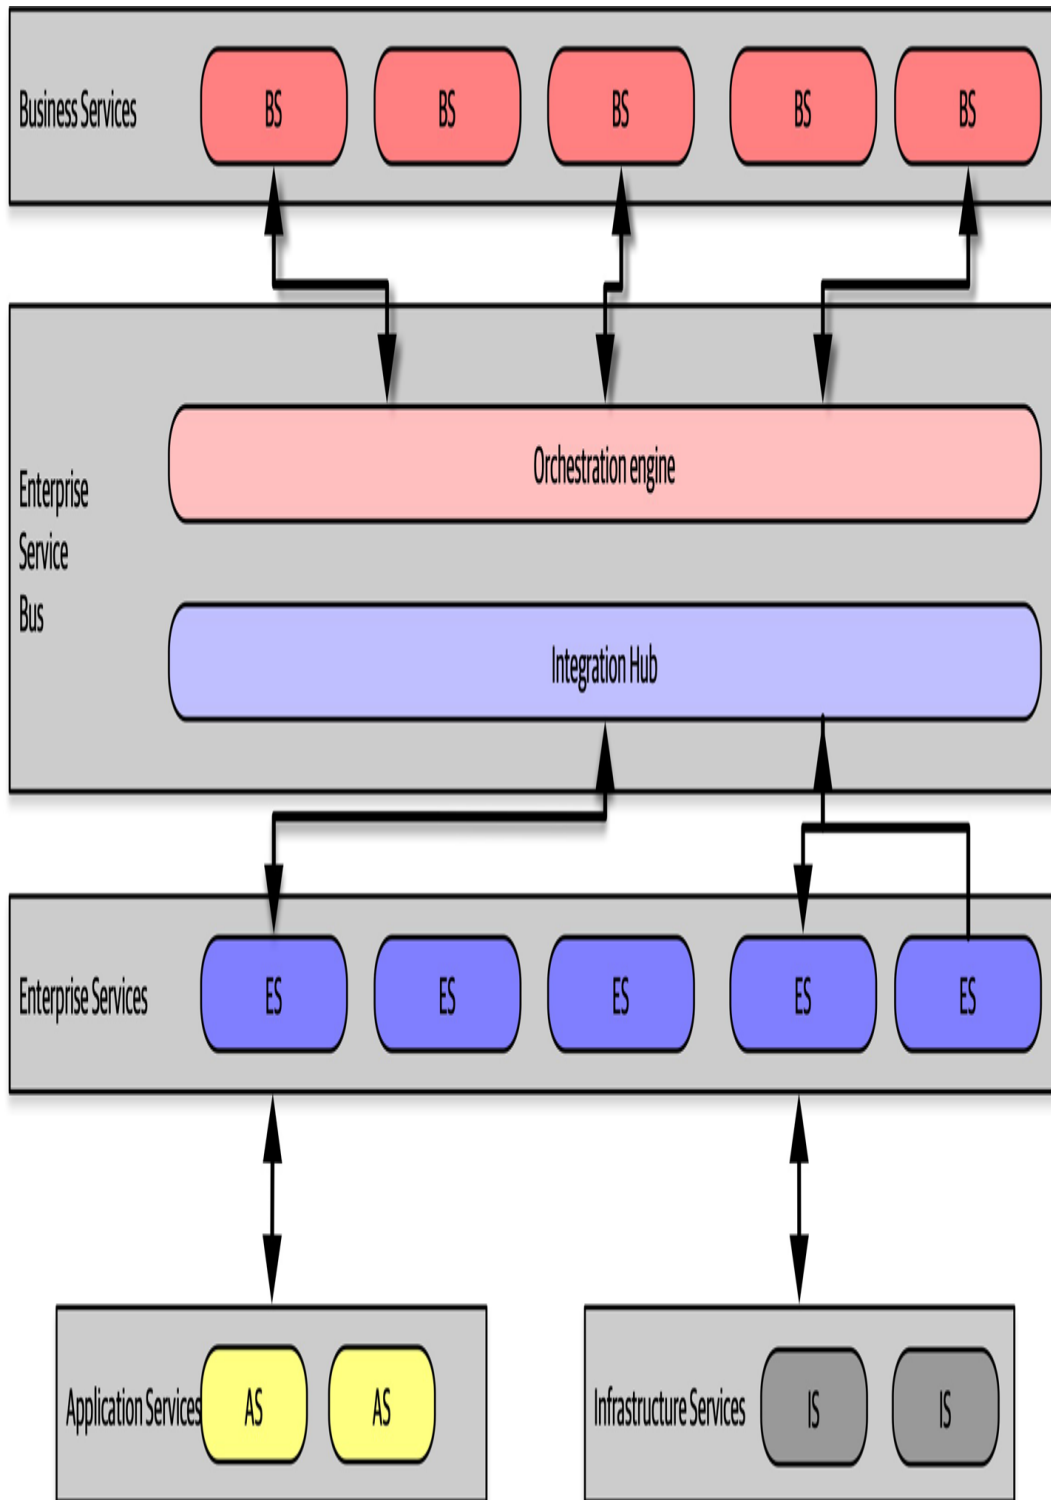 Business Services
BS
BS
BS
BS
BS
Orchestration engine
Enterprise
Service
Bus
Integration Hub
Enterprise Services
ES
ES
ES
ES
ES
Application Services
AS
AS
Infrastructure Services
IS
IS